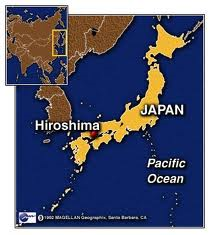 JAPAN
Hiroshima
Pacific
Ocean
© 1992 MAGELLAN Geographix, Santa Barbara, CA